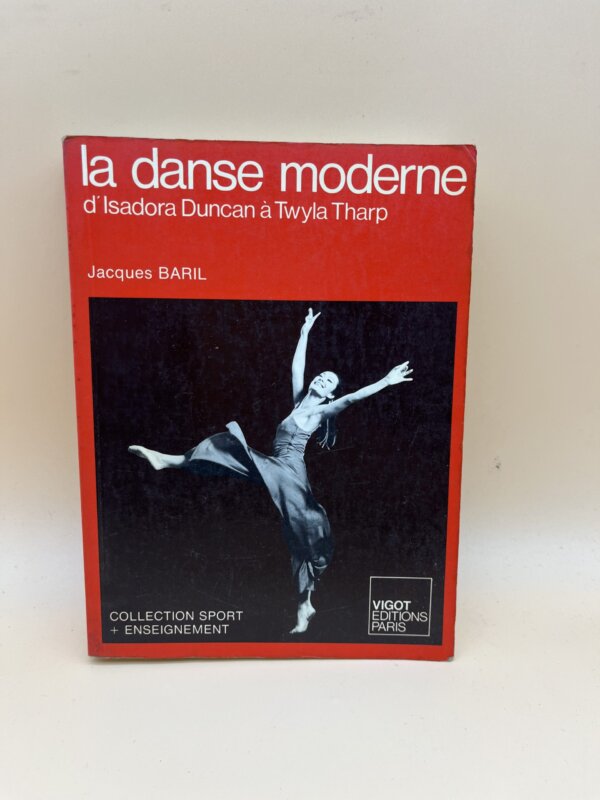 la danse moderne
d'Isadora Duncan à Twyla Tharp
Jacques BARIL
COLLECTION SPORT
+ ENSEIGNEMENT
VIGOT
EDITIONS
PARIS